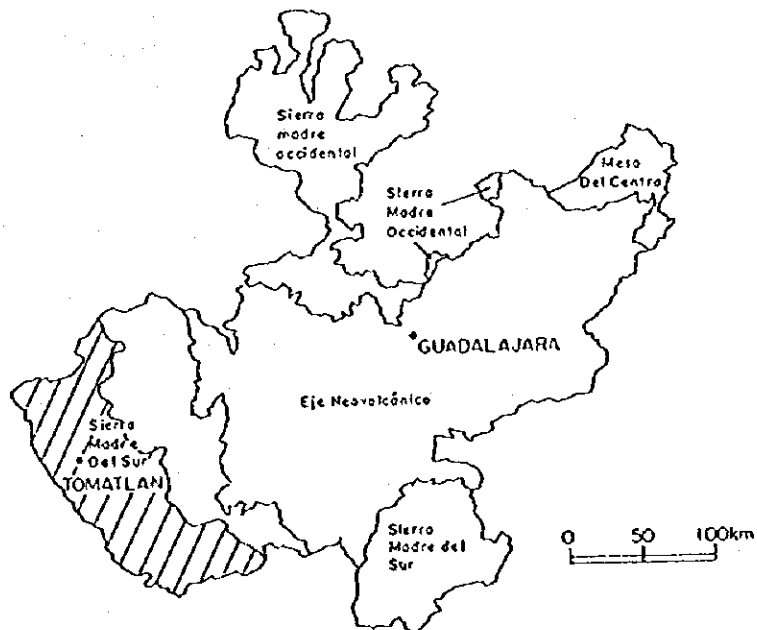 Sierra
madre
occidental
Mesa
Del Centro
Sierra
Madre
Occidental
GUADALAJARA
Eje Neovolcánico
Sierra
Madre
Del Sur
TOMATLAN
Sierra
Madre del
Sur
0 50 100km